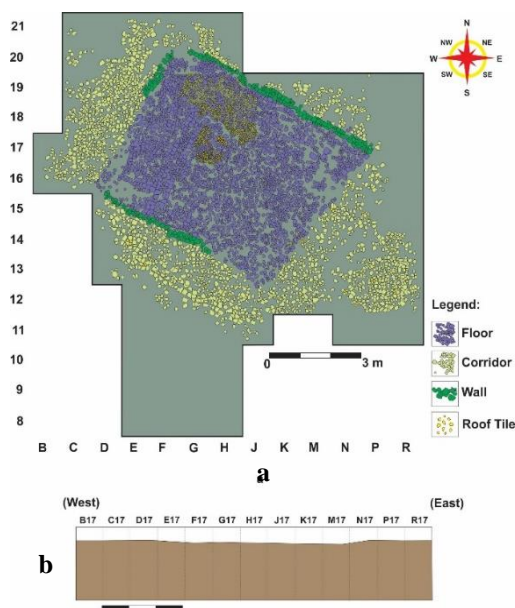 a
21
20
19
18
17
16
15
14
13
12
11
10
9
8
B C D E F G H J K M N P R
N
NW NE
W E
SW SE
S
Legend:
Floor
Corridor
Wall
Roof Tile
0 3 m
a
(West) (East)
B17 C17 D17 E17 F17 G17 H17 J17 K17 M17 N17 P17 R17
b